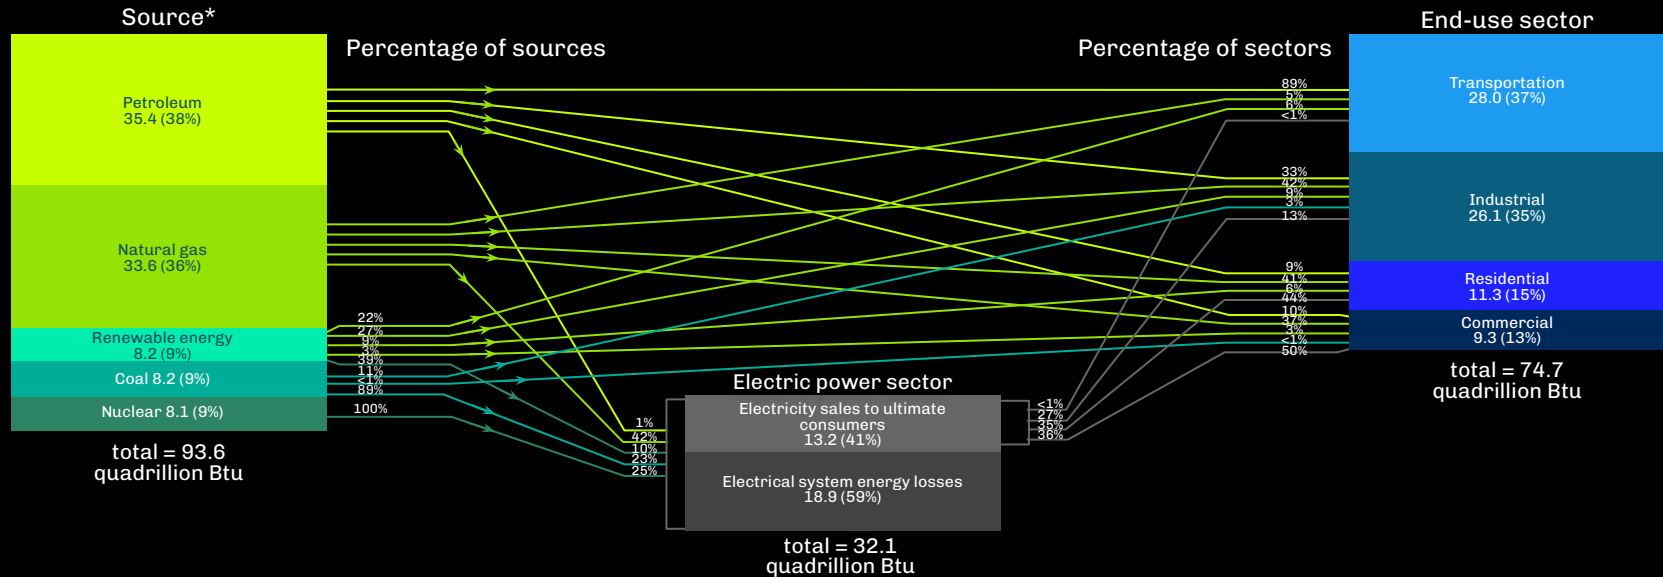 Source*
Percentage of sources
Percentage of sectors
End-use sector
Petroleum
35.4 (38%)
Natural gas
33.6 (36%)
Renewable energy
8.2 (9%)
Coal 8.2 (9%)
Nuclear 8.1 (9%)
total = 93.6
quadrillion Btu
22%
27%
9%
3%
39%
11%
<1%
89%
100%
1%
42%
10%
23%
25%
Electric power sector
Electricity sales to ultimate
consumers
13.2 (41%)
Electrical system energy losses
18.9 (59%)
total = 32.1
quadrillion Btu
<1%
27%
35%
36%
89%
5%
6%
<1%
33%
42%
9%
3%
13%
9%
41%
6%
44%
10%
37%
3%
<1%
50%
Transportation
28.0 (37%)
Industrial
26.1 (35%)
Residential
11.3 (15%)
Commercial
9.3 (13%)
total = 74.7
quadrillion Btu